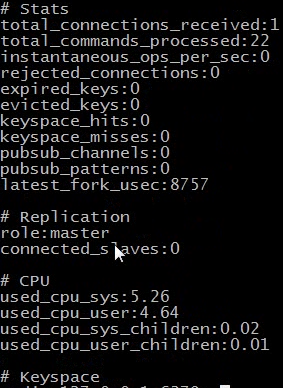 # Stats
total_connections_received:1
total_commands_processed:22
instantaneous_ops_per_sec:0
rejected_connections:0
expired_keys:0
evicted_keys:0
keyspace_hits:0
keyspace_misses:0
pubsub_channels:0
pubsub_patterns:0
latest_fork_usec:8757
# Replication
role:master
connected_slaves:0
# CPU
used_cpu_sys:5.26
used_cpu_user:4.64
used_cpu_sys_children:0.02
used_cpu_user_children:0.01
# Keyspace